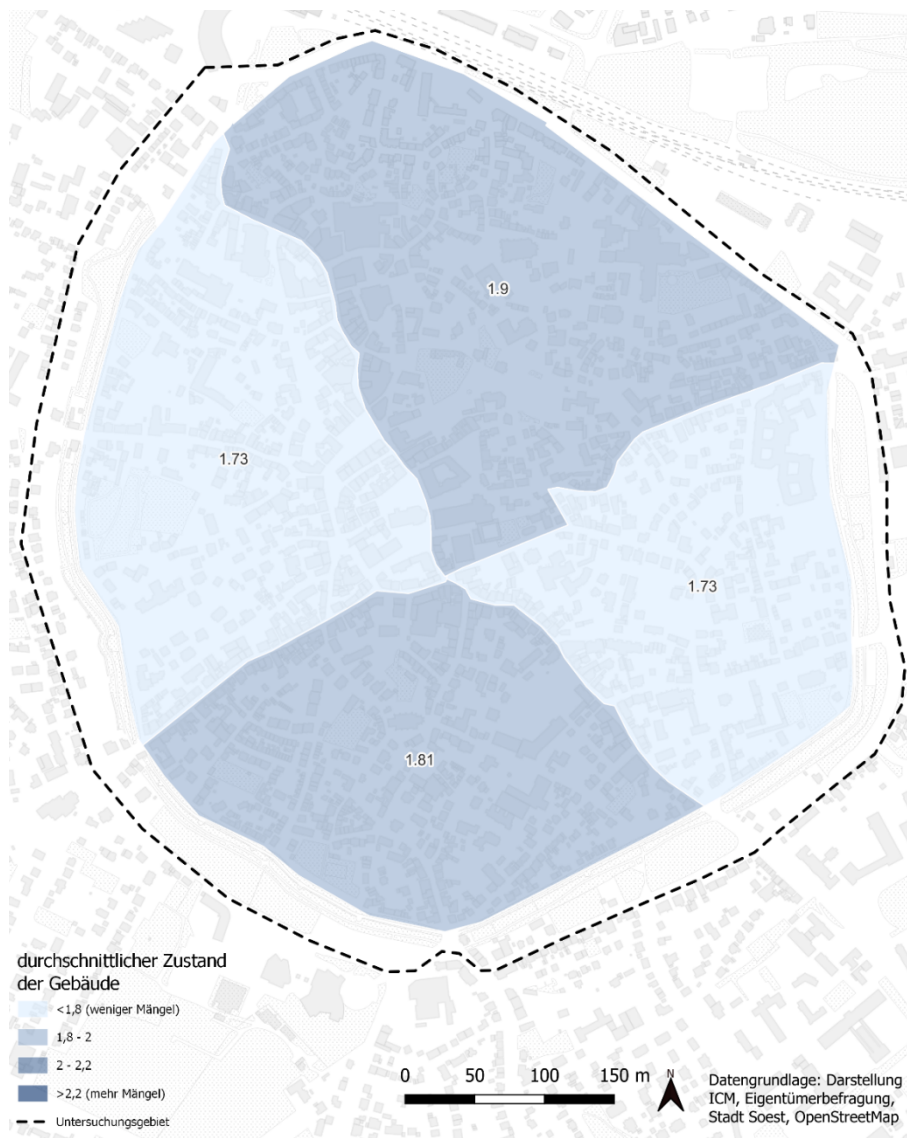 1.9
1.73
1.73
1.81
durchschnittlicher Zustand
der Gebäude
<1,8 (weniger Mängel)
1,8 - 2
2 - 2,2
>2,2 (mehr Mängel)
Untersuchungsgebiet
0 50 100 150 m
N
Datengrundlage: Darstellung
ICM, Eigentümerbefragung,
Stadt Soest, OpenStreetMap